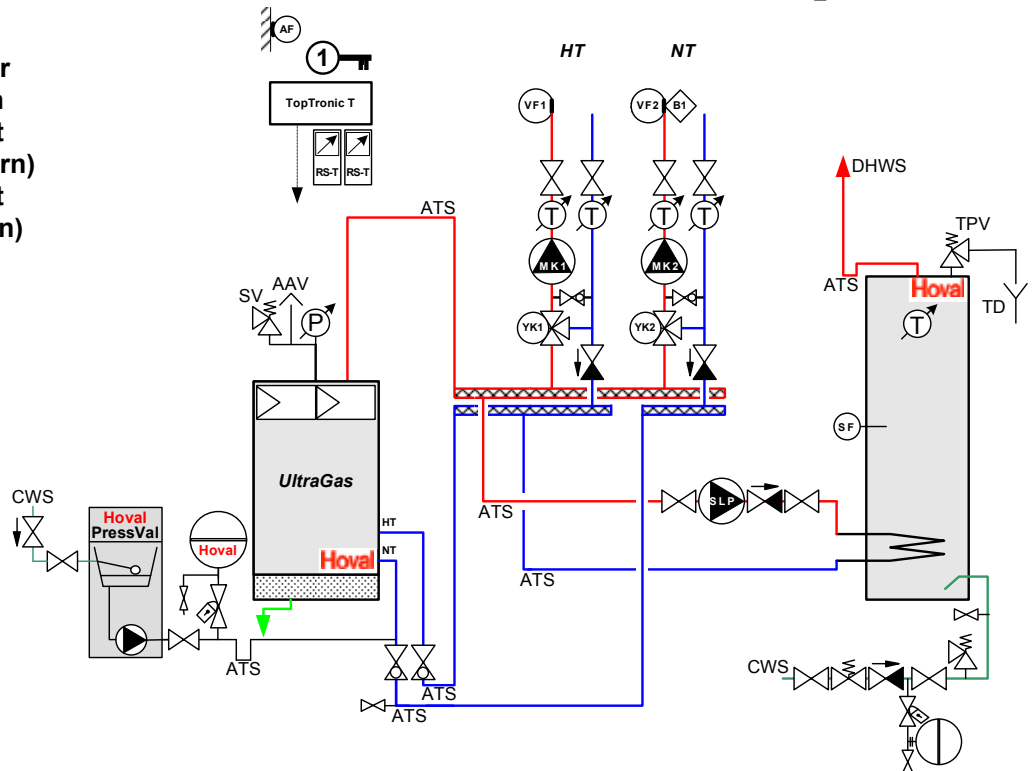 r
n
t
rn)
t
n)
AF
1
TopTronic T
RS-T RS-T
HT NT
VF1 VF2 B1
T T T T
MK1 MK2
YK1 YK2
ATS
SV AAV
P
DHWS
TPV
ATS
Hoval
TD
T
SF
UltraGas
CWS
Hoval
PressVal
Hoval
HT
NT
Hoval
ATS
SLP
ATS
ATS
ATS
ATS
CWS